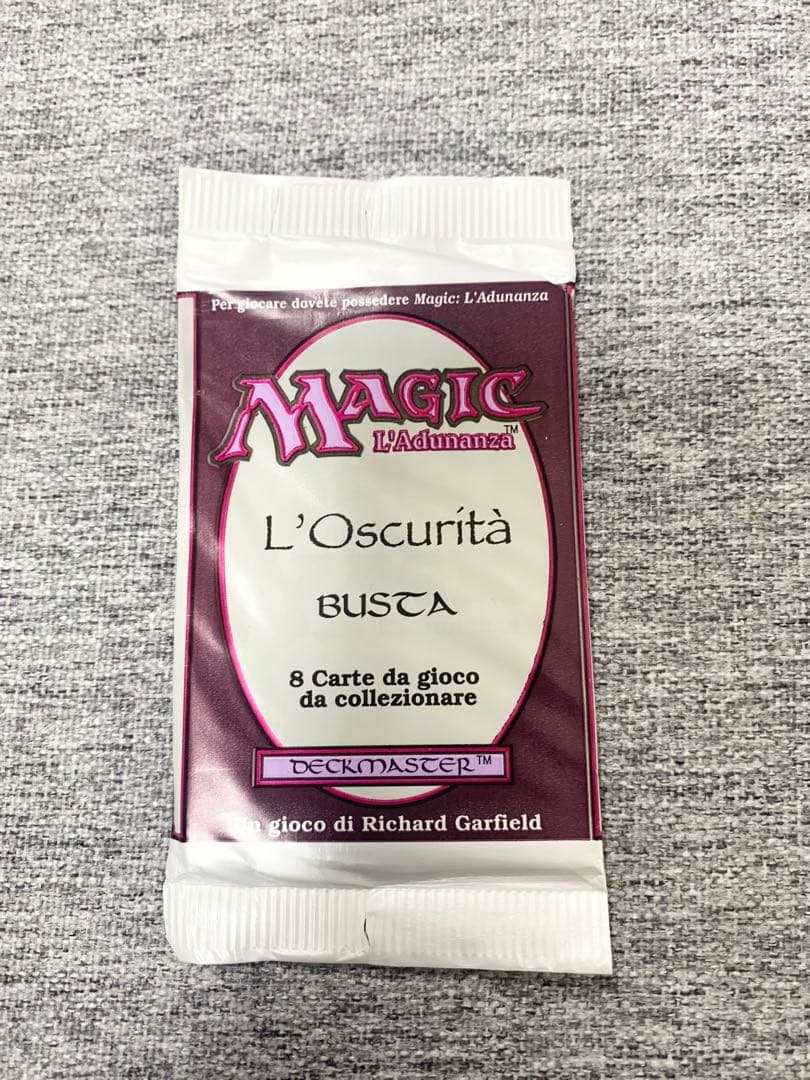 Per giocare dovete possedere Magic: L'Adunanza
MAGIC
L'Adunanza™
L'Oscurità
BUSTA
8 Carte da gioco
da collezionare
DECKMASTER™
Un gioco di Richard Garfield